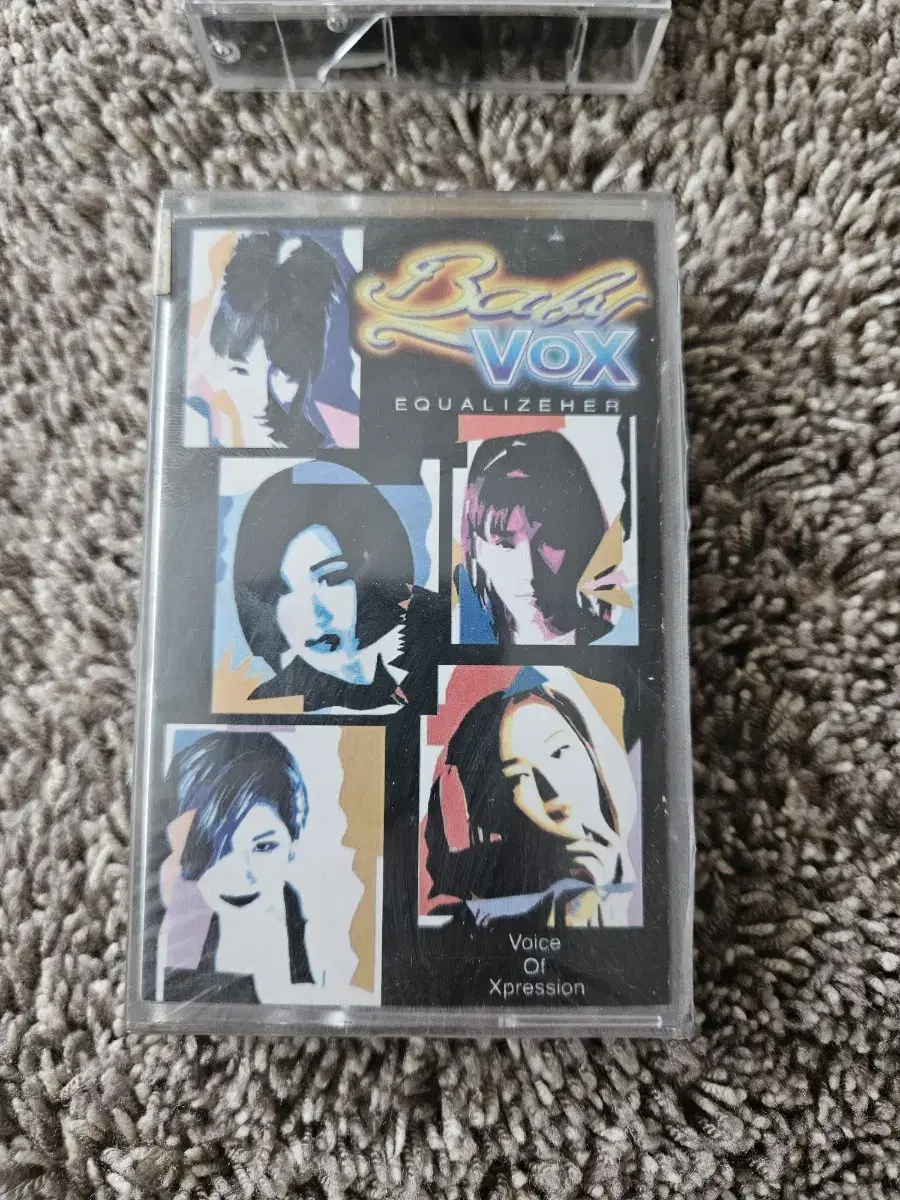 Baby
VOX
EQUALIZEHER
Voice
Of
Xpression